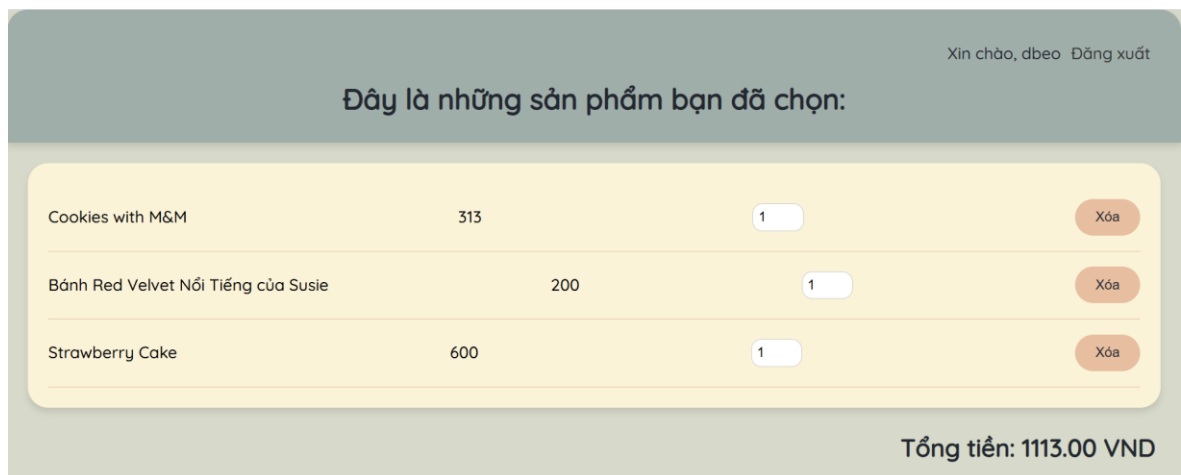 Xin chào, dbeo Đăng xuất
Đây là những sản phẩm bạn đã chọn:
Cookies with M&M 313 1 Xóa
Bánh Red Velvet Nổi Tiếng của Susie 200 1 Xóa
Strawberry Cake 600 1 Xóa
Tổng tiền: 1113.00 VND